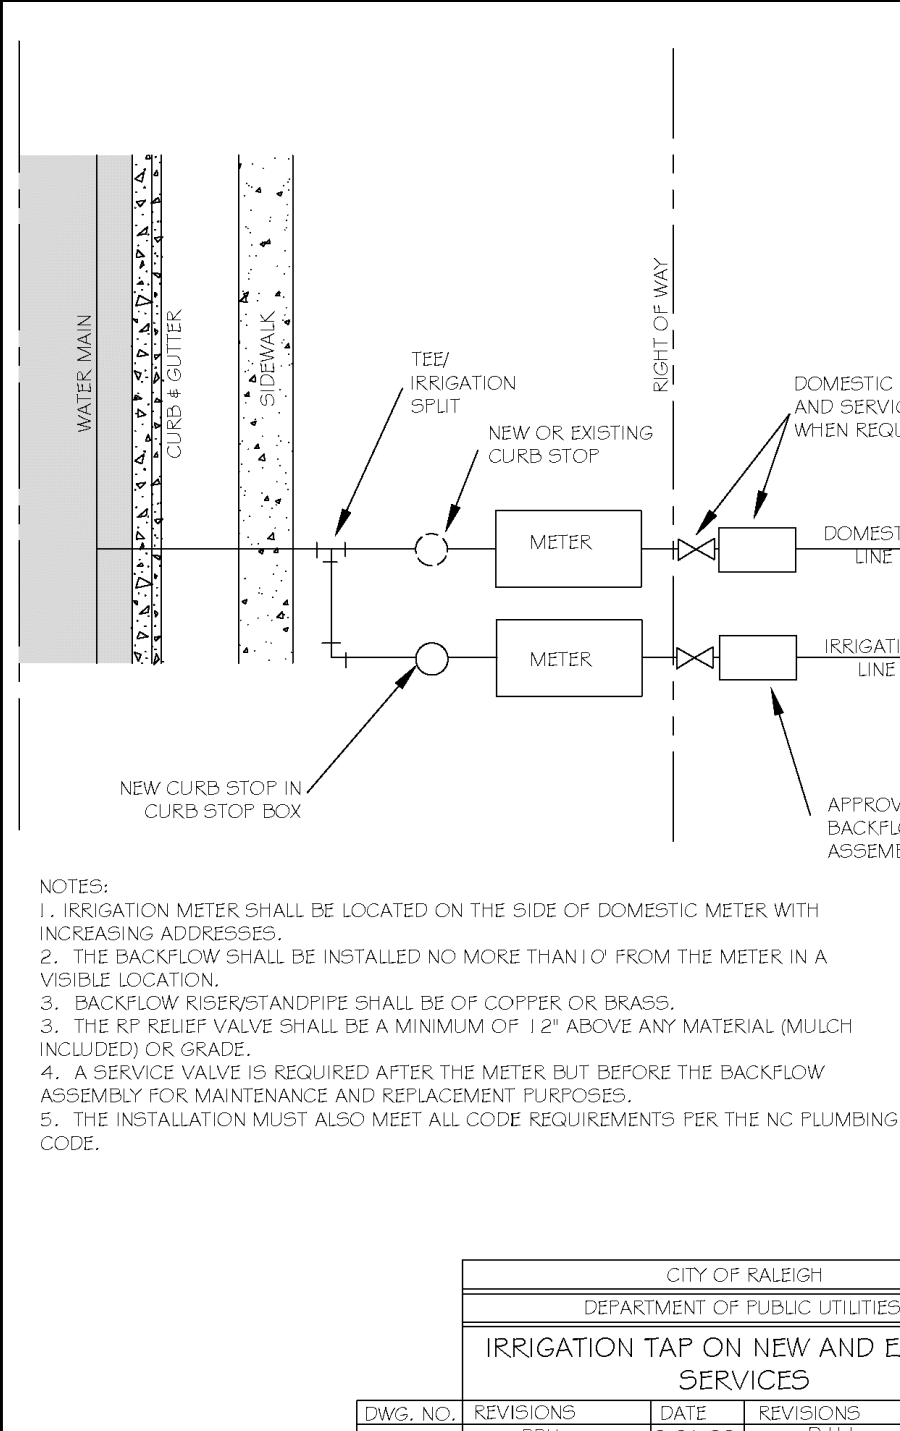 WATER MAIN
CURB & GUTTER
SIDEWALK
RIGHT OF WAY
TEE/
IRRIGATION
SPLIT
NEW OR EXISTING
CURB STOP
DOMESTIC
AND
WHEN
METER
LINE
METER
LINE
NEW CURB STOP IN
CURB STOP BOX
NOTES:
1. IRRIGATION METER SHALL BE LOCATED ON THE SIDE OF DOMESTIC METER WITH
INCREASING ADDRESSES.
2. THE BACKFLOW SHALL BE INSTALLED NO MORE THAN 10' FROM THE METER IN A
VISIBLE LOCATION.
3. BACKFLOW RISER/STANDPIPE SHALL BE OF COPPER OR BRASS.
3. THE RP RELIEF VALVE SHALL BE A MINIMUM OF 12" ABOVE ANY MATERIAL (MULCH
INCLUDED) OR GRADE.
4. A SERVICE VALVE IS REQUIRED AFTER THE METER BUT BEFORE THE BACKFLOW
ASSEMBLY FOR MAINTENANCE AND REPLACEMENT PURPOSES.
5. THE INSTALLATION MUST ALSO MEET ALL CODE REQUIREMENTS PER THE NC PLUMBING
CODE.
CITY OF RALEIGH
DEPARTMENT OF PUBLIC UTILITIES
IRRIGATION TAP ON NEW AND
SERVICES
DWG. NO. REVISIONS DATE REVISIONS